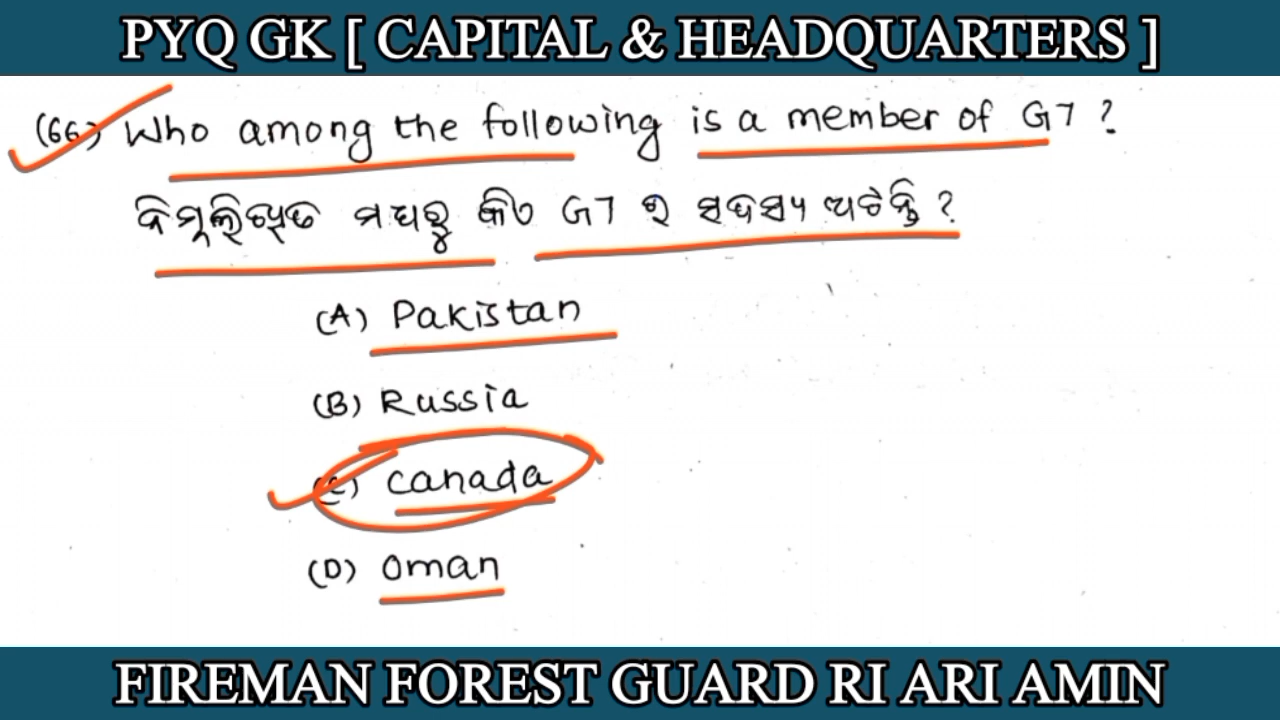 PYQ GK [ CAPITAL & HEADQUARTERS ]
(66) Who among the following is a member of G7 ?
ନିମ୍ନଲିଖିତ ମଧ୍ୟରୁ କିଏ G7 ର ସଦସ୍ୟ ଅଟନ୍ତି ?
(A) Pakistan
(B) Russia
(C) Canada
(D) Oman
FIREMAN FOREST GUARD RI ARI AMIN